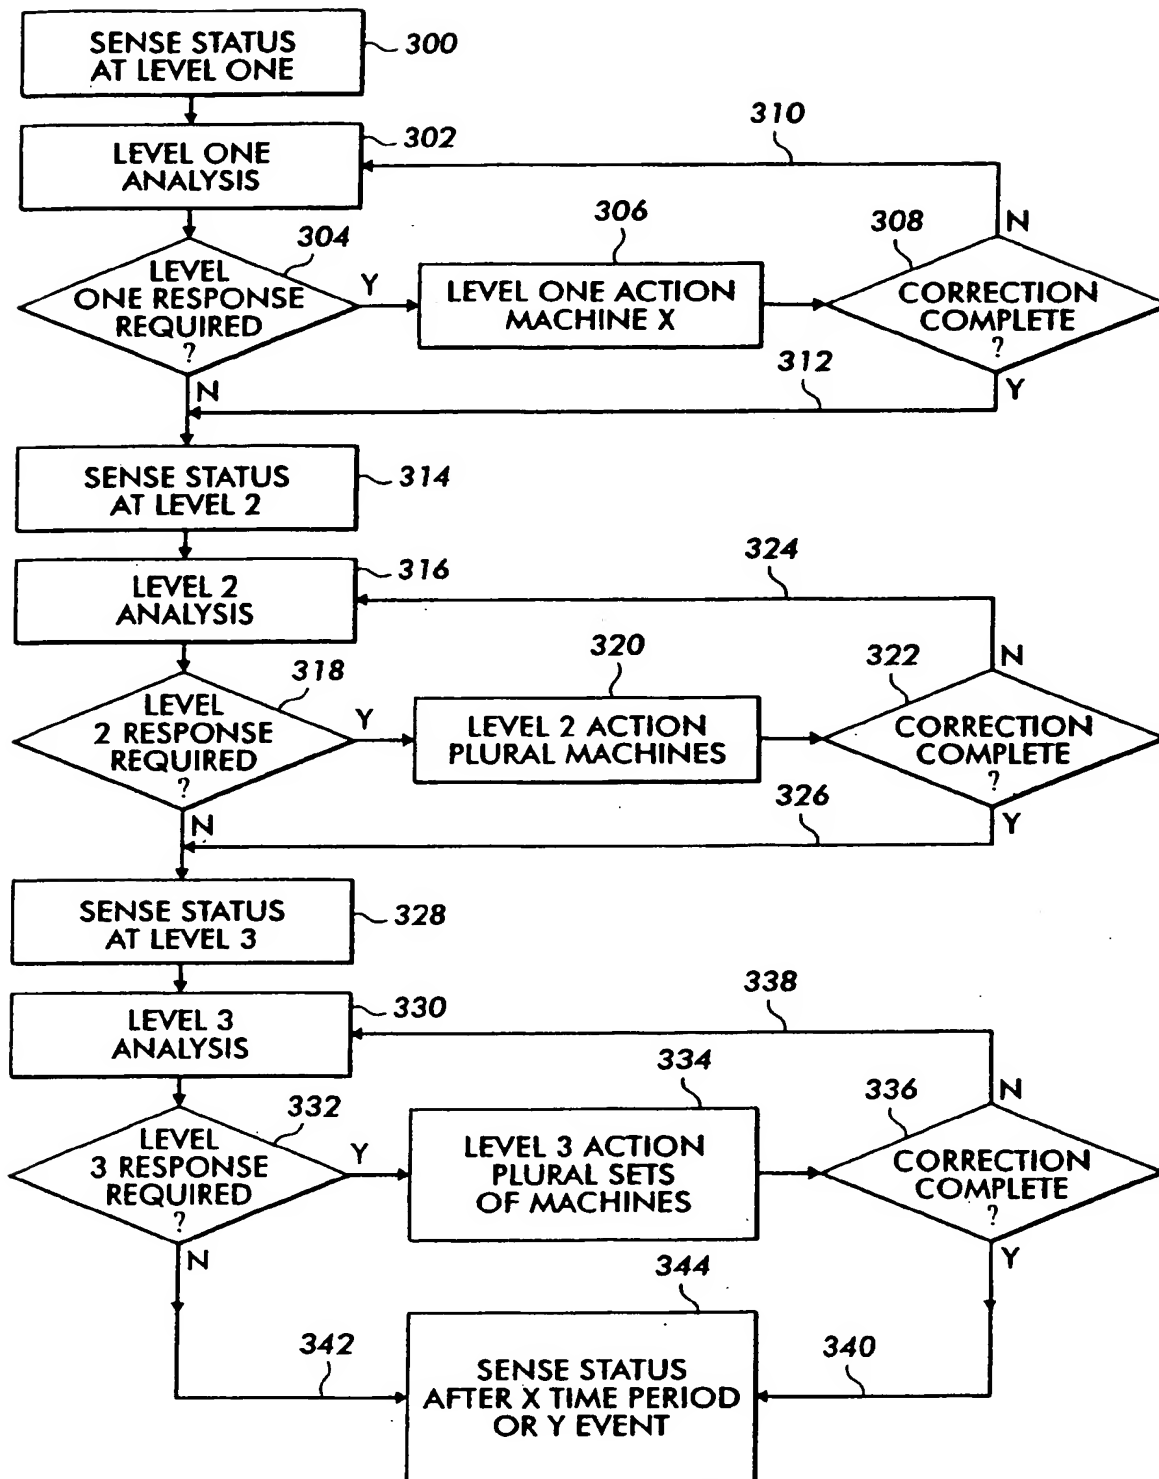 SENSE STATUS
AT LEVEL ONE
300
LEVEL ONE
ANALYSIS
302
310
LEVEL
ONE RESPONSE
REQUIRED
?
304
Y
N
LEVEL ONE ACTION
MACHINE X
306
CORRECTION
COMPLETE
?
308
N
Y
312
SENSE STATUS
AT LEVEL 2
314
LEVEL 2
ANALYSIS
316
324
LEVEL
2 RESPONSE
REQUIRED
?
318
Y
N
LEVEL 2 ACTION
PLURAL MACHINES
320
CORRECTION
COMPLETE
?
322
N
Y
326
SENSE STATUS
AT LEVEL 3
328
LEVEL 3
ANALYSIS
330
338
LEVEL
3 RESPONSE
REQUIRED
?
332
Y
N
LEVEL 3 ACTION
PLURAL SETS
OF MACHINES
334
CORRECTION
COMPLETE
?
336
N
Y
342
344
SENSE STATUS
AFTER X TIME PERIOD
OR Y EVENT
340